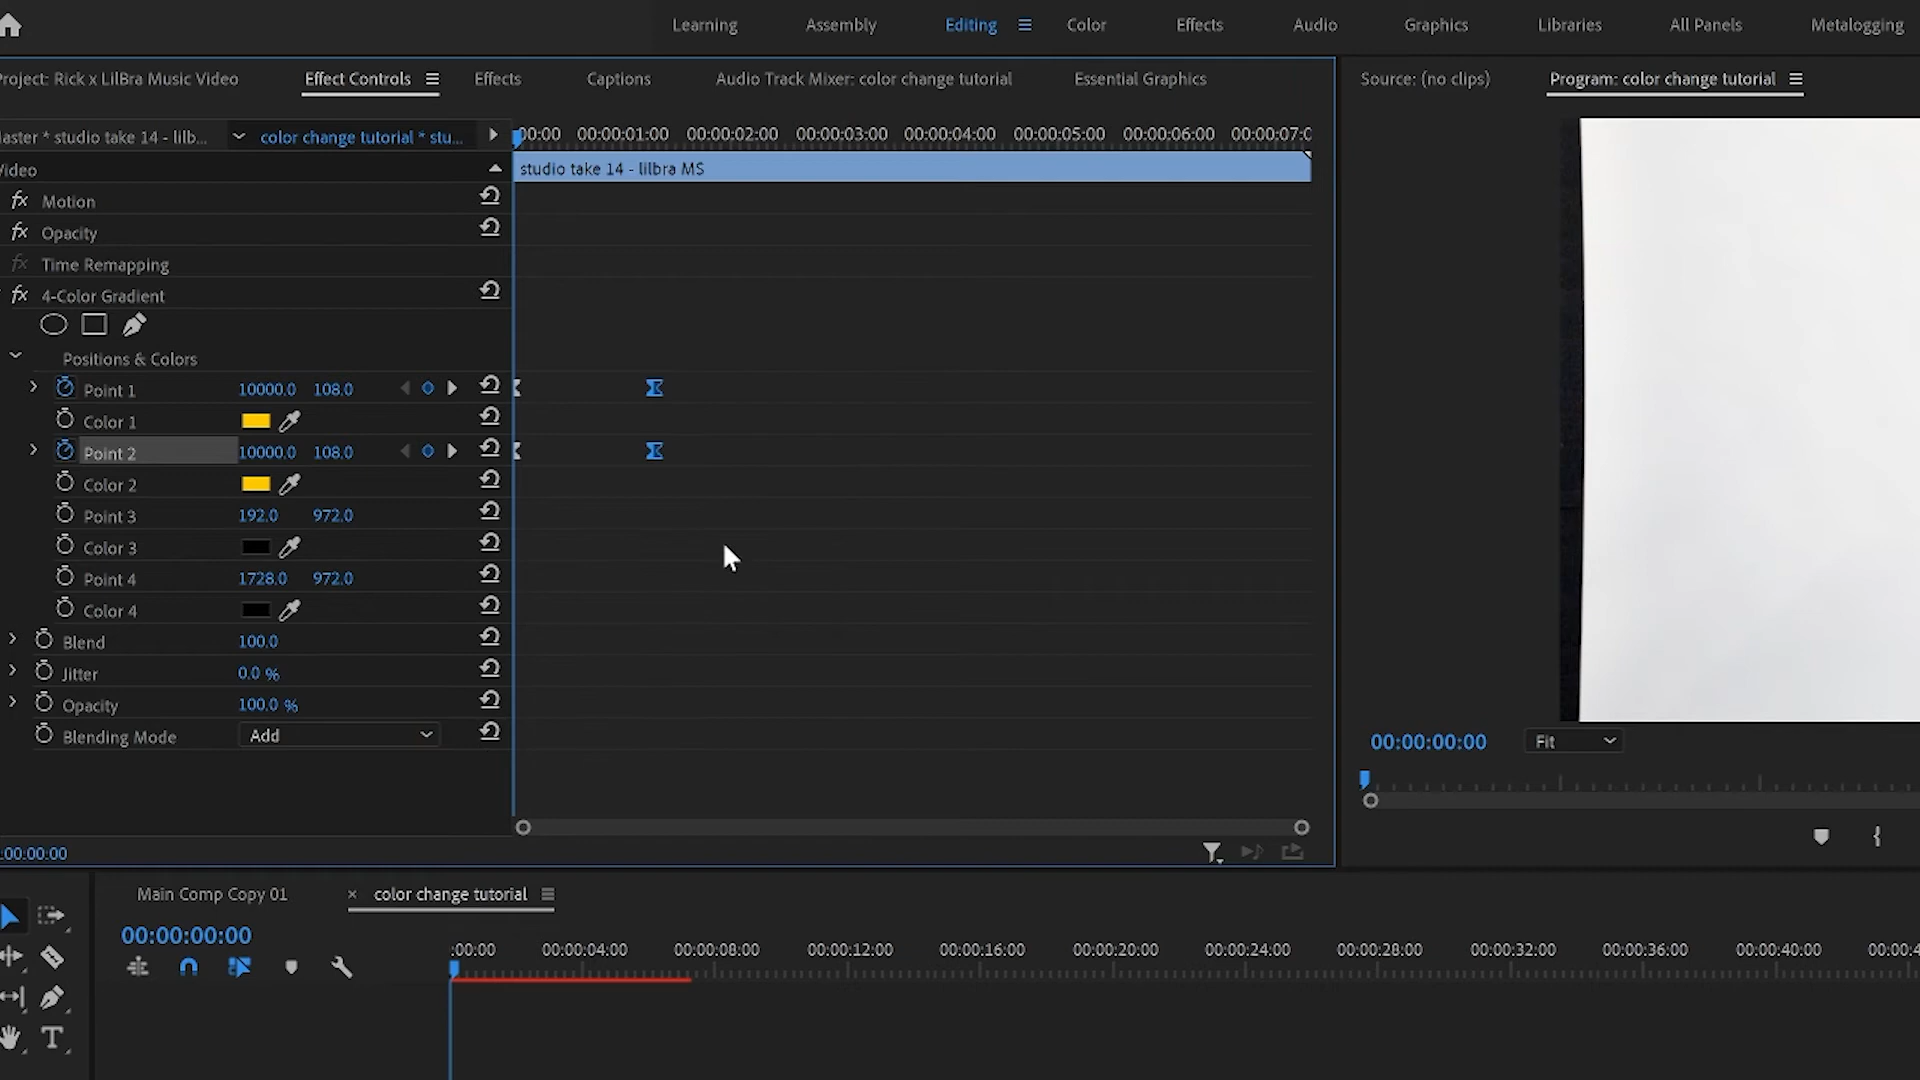 Learning Assembly Editing Color Effects Audio Graphics Libraries All Panels Metalogging
Project: Rick x LilBra Music Video Effect Controls Effects Captions Audio Track Mixer: color change tutorial Essential Graphics Source: (no clips) Program: color change tutorial
aster * studio take 14 - lilb... color change tutorial * stu... 00:00 00:00:01:00 00:00:02:00 00:00:03:00 00:00:04:00 00:00:05:00 00:00:06:00 00:00:07:0
Video studio take 14 - lilbra MS
fx Motion
fx Opacity
fx Time Remapping
fx 4-Color Gradient
Positions & Colors
Point 1 10000.0 108.0
Color 1
Point 2 10000.0 108.0
Color 2
Point 3 192.0 972.0
Color 3
Point 4 1728.0 972.0
Color 4
Blend 100.0
Jitter 0.0 %
Opacity 100.0 %
Blending Mode Add
00:00:00:00 Fit
:00:00:00
Main Comp Copy 01 × color change tutorial
00:00:00:00
:00:00 00:00:04:00 00:00:08:00 00:00:12:00 00:00:16:00 00:00:20:00 00:00:24:00 00:00:28:00 00:00:32:00 00:00:36:00 00:00:40:00 00:00:4